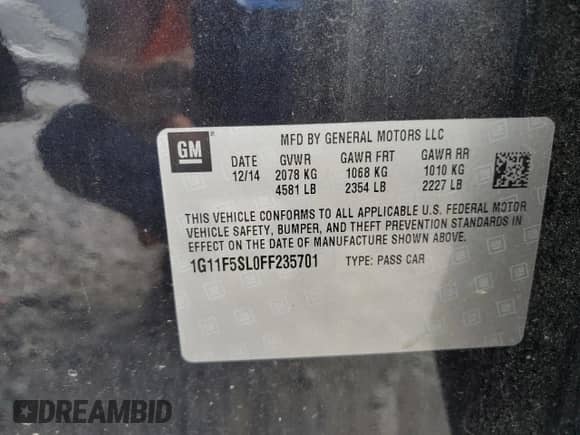 GM
MFD BY GENERAL MOTORS LLC
DATE GVWR GAWR FRT GAWR RR
12/14 2078 KG 1068 KG 1010 KG
4581 LB 2354 LB 2227 LB
THIS VEHICLE CONFORMS TO ALL APPLICABLE U.S. FEDERAL MOTOR
VEHICLE SAFETY, BUMPER, AND THEFT PREVENTION STANDARDS IN
EFFECT ON THE DATE OF MANUFACTURE SHOWN ABOVE.
1G11F5SL0FF235701 TYPE: PASS CAR
DREAMBID